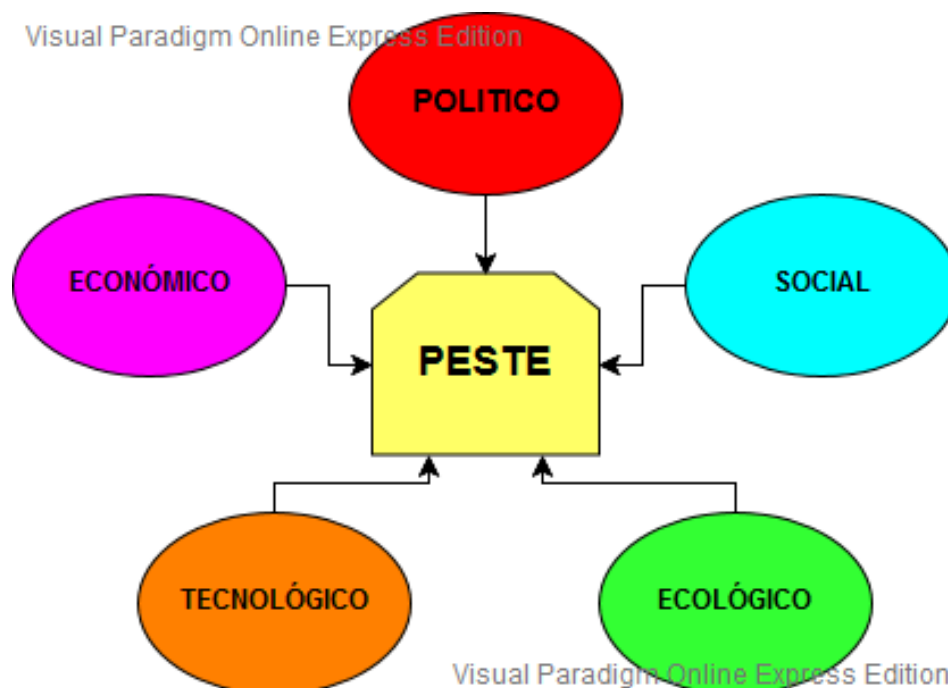 Visual Paradigm Online Express Edition
POLITICO
ECONÓMICO
SOCIAL
PESTE
TECNOLÓGICO
ECOLÓGICO
Visual Paradigm Online Express Edition